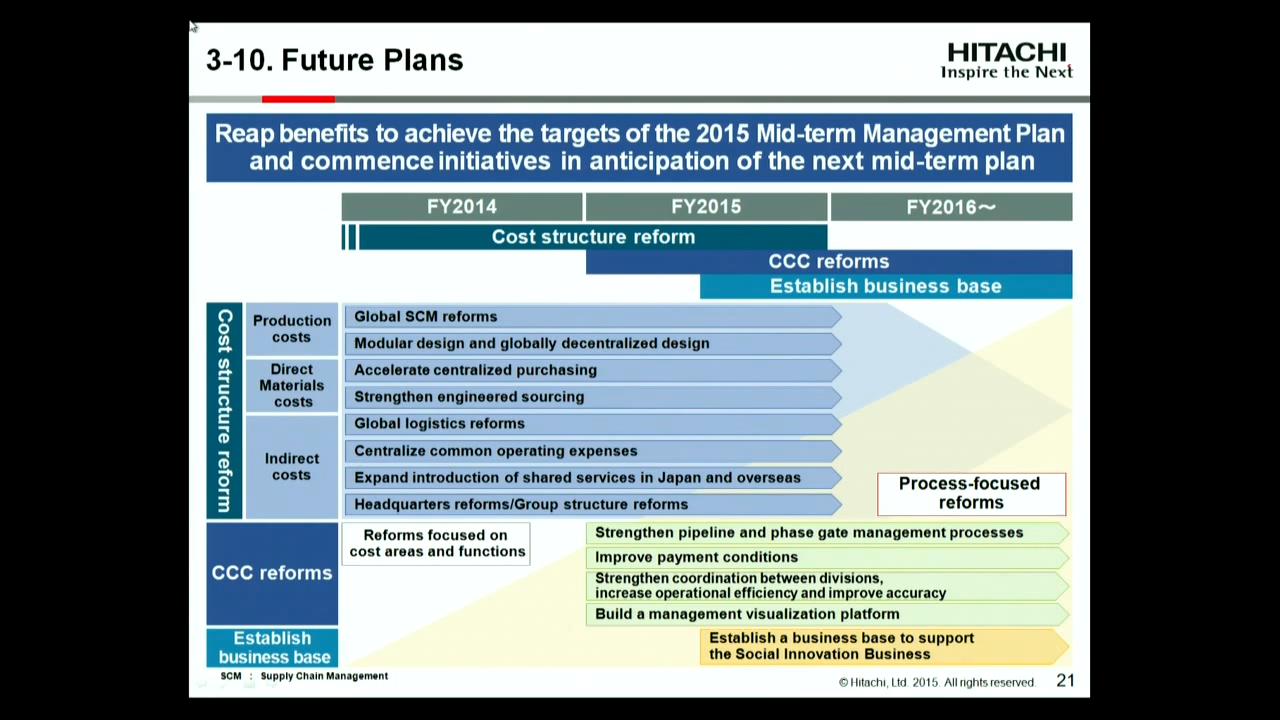 3-10. Future Plans
HITACHI
Inspire the Next
Reap benefits to achieve the targets of the 2015 Mid-term Management Plan
and commence initiatives in anticipation of the next mid-term plan
FY2014
FY2015
FY2016～
Cost structure reform
CCC reforms
Establish business base
Cost structure reform
Production
costs
Global SCM reforms
Modular design and globally decentralized design
Direct
Materials
costs
Accelerate centralized purchasing
Strengthen engineered sourcing
Indirect
costs
Global logistics reforms
Centralize common operating expenses
Expand introduction of shared services in Japan and overseas
Headquarters reforms/Group structure reforms
Process-focused
reforms
CCC reforms
Reforms focused on
cost areas and functions
Strengthen pipeline and phase gate management processes
Improve payment conditions
Strengthen coordination between divisions,
increase operational efficiency and improve accuracy
Build a management visualization platform
Establish
business base
Establish a business base to support
the Social Innovation Business
SCM : Supply Chain Management
© Hitachi, Ltd. 2015. All rights reserved.
21